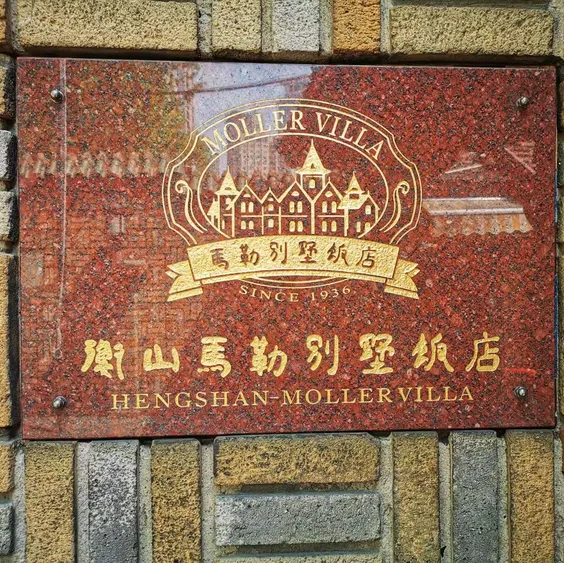 MOLLER VILLA
馬勒别墅飯店
SINCE 1936
衡山馬勒别墅飯店
HENGSHAN-MOLLERVILLA